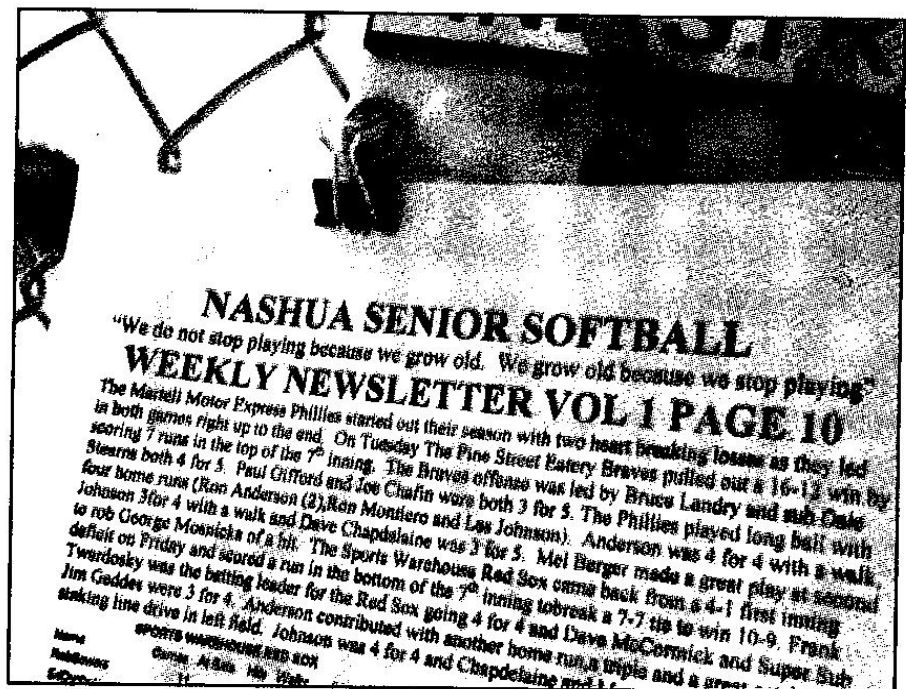 NASHUA SENIOR SOFTBALL
"We do not stop playing because we grow old. We grow old because we stop playing"
WEEKLY NEWSLETTER VOL 1 PAGE 10
The Martell Motor Express Phillies started out their season with two heart breaking losses as they led
in both games right up to the end. On Tuesday The Pine Street Eatery Braves pulled out a 16-12 win by
scoring 7 runs in the top of the 7th inning. The Braves offense was led by Bruce Landry and sub Dale
Stearns both 4 for 5. Paul Gifford and Joe Chafin were both 3 for 5. The Phillies played long ball with
four home runs (Ron Anderson (2),Ron Montiero and Les Johnson). Anderson was 4 for 4 with a walk,
Johnson 3for 4 with a walk and Dave Chapdelaine was 3 for 5. Mel Berger made a great play at second
to rob George Mosnicka of a hit. The Sports Warehouse Red Sox came back from a 4-1 first inning
deficit on Friday and scored a run in the bottom of the 7th inning tobreak a 7-7 tie to win 10-9. Frank
Twardosky was the batting leader for the Red Sox going 4 for 4 and Dave McCormick and Super Sub
Jim Geddes were 3 for 4. Anderson contributed with another home run,a triple and a great
staking line drive in left field. Johnson was 4 for 4 and Chapdelaine and
SPORTS WAREHOUSE RED SOX
Name Games At Bats Hits Walks